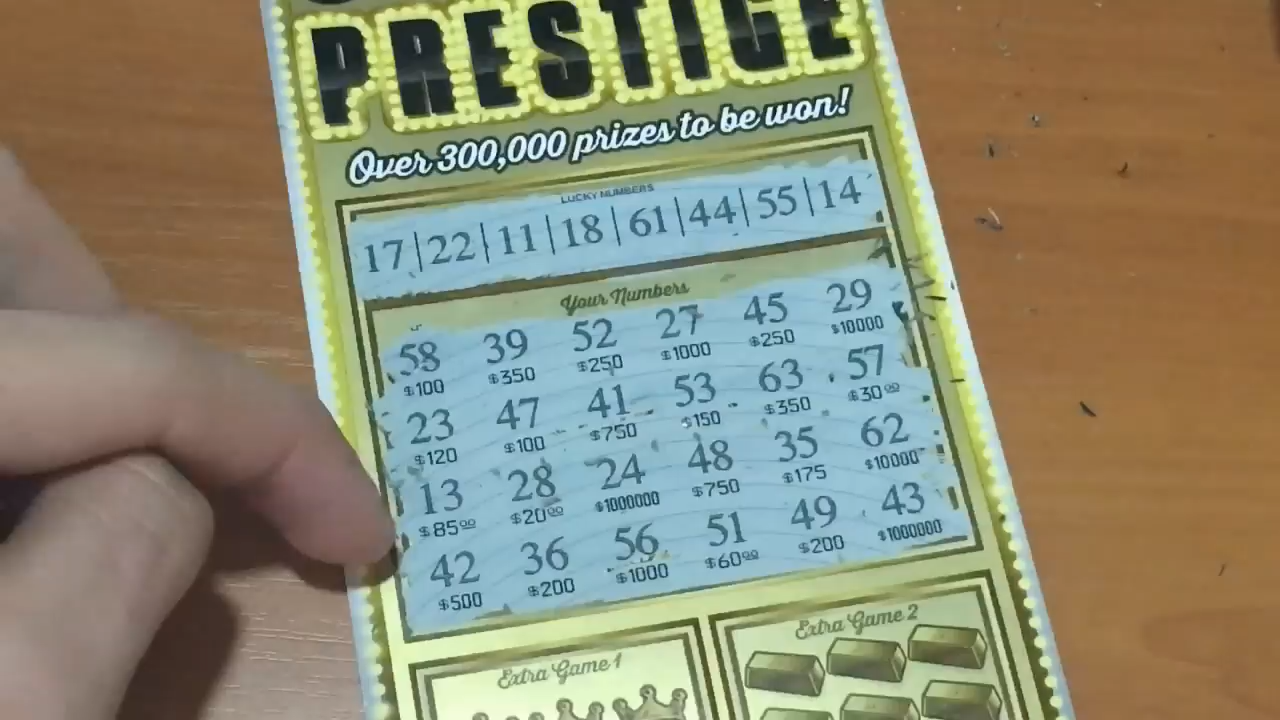 PRESTIGE
Over 300,000 prizes to be won!
LUCKY NUMBERS
17 | 22 | 11 | 18 | 61 | 44 | 55 | 14
Your Numbers
58 39 52 27 45 29
$100 $350 $250 $1000 $250 $10000
23 47 41 53 63 57
$120 $100 $750 $150 $350 $30.00
13 28 24 48 35 62
$85.00 $20.00 $1000000 $750 $175 $10000
42 36 56 51 49 43
$500 $200 $1000 $60.00 $200 $1000000
Extra Game 1 Extra Game 2